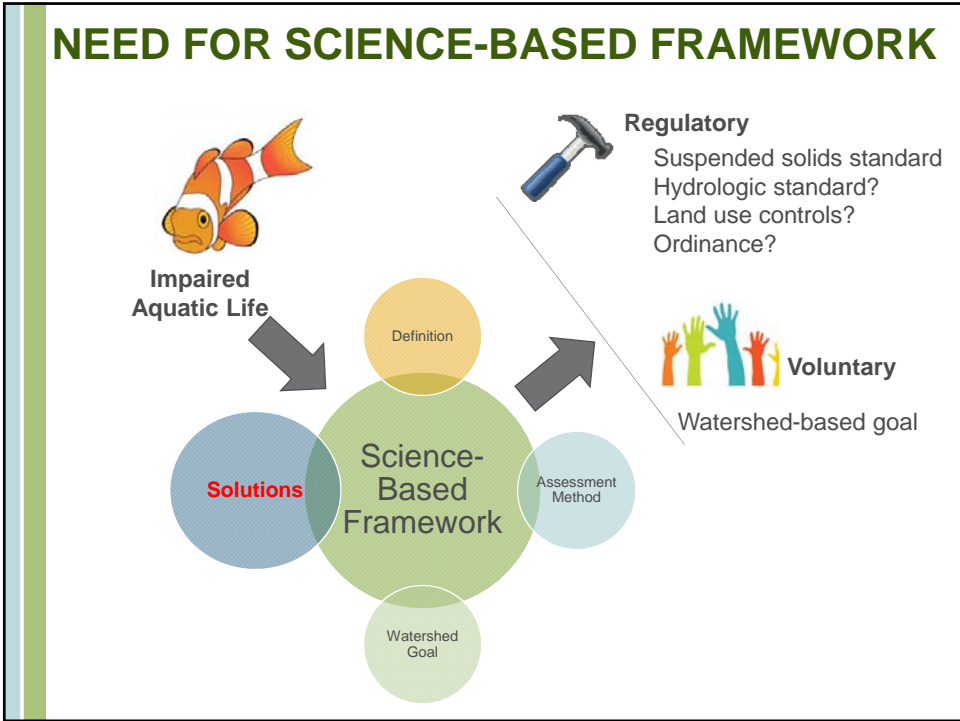 NEED FOR SCIENCE-BASED FRAMEWORK
Impaired
Aquatic Life
Regulatory
Suspended solids standard
Hydrologic standard?
Land use controls?
Ordinance?
Definition
Voluntary
Watershed-based goal
Solutions
Science-
Based
Framework
Assessment
Method
Watershed
Goal